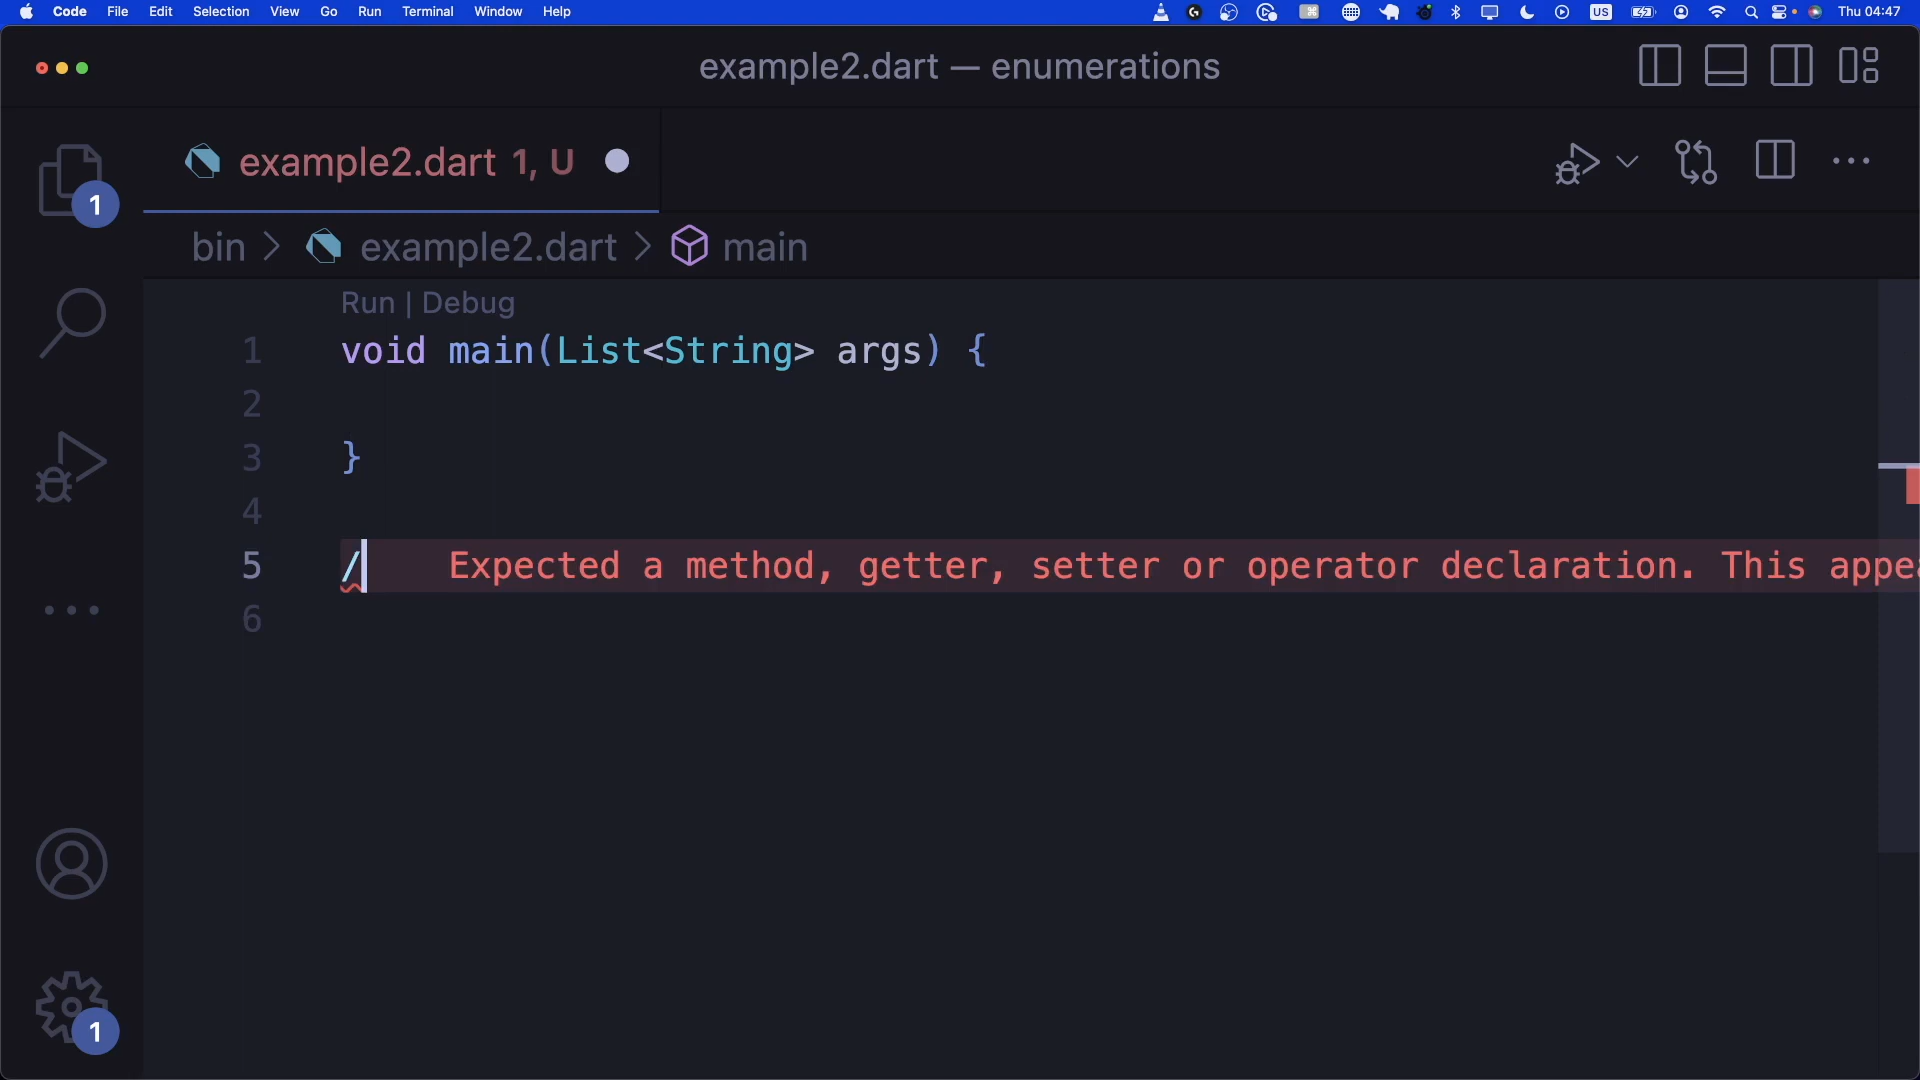 Code File Edit Selection View Go Run Terminal Window Help US Thu 04:47
example2.dart — enumerations
example2.dart 1, U
1
bin > example2.dart > main
Run | Debug
1 void main(List<String> args) {
2
3 }
4
5 / Expected a method, getter, setter or operator declaration. This appea
6
1